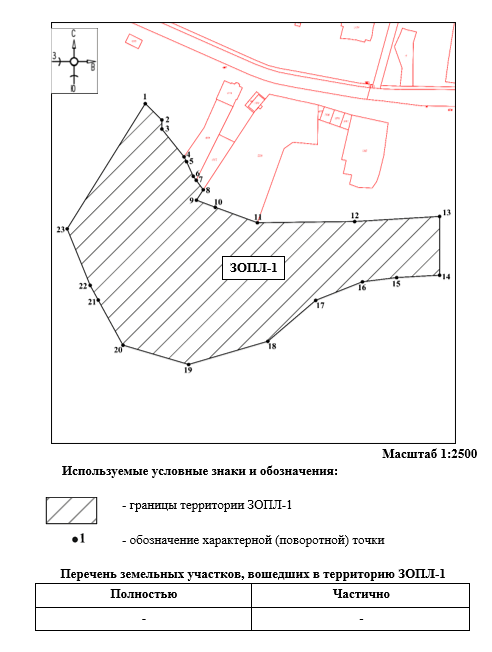 С
З
В
Ю
1
2
3
4
5
6
7
8
9
10
11
12
13
14
15
16
17
18
19
20
21
22
23
ЗОПЛ-1
Масштаб 1:2500
Используемые условные знаки и обозначения:
- границы территории ЗОПЛ-1
●1 - обозначение характерной (поворотной) точки
Перечень земельных участков, вошедших в территорию ЗОПЛ-1
Полностью Частично
- -